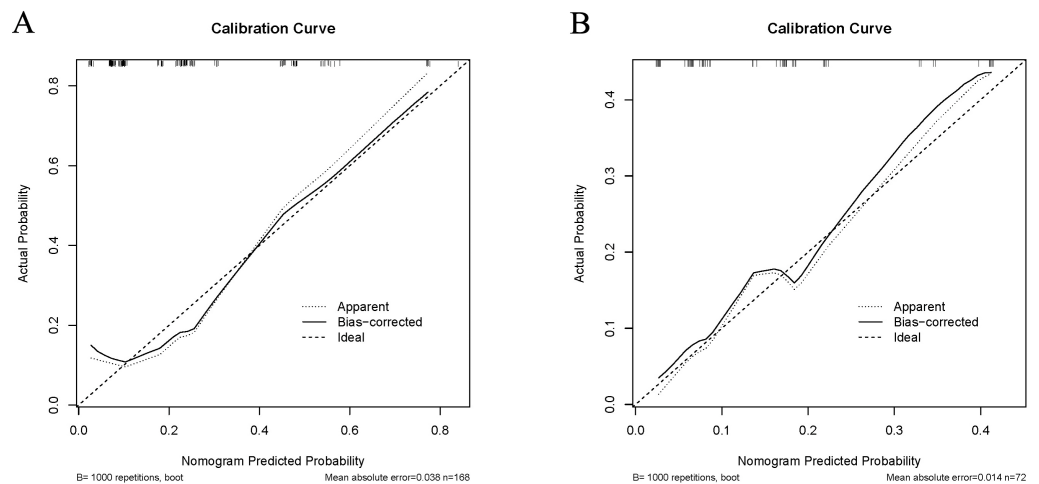 A
Calibration Curve
Actual Probability
0.8
0.6
0.4
0.2
0.0
Apparent
Bias-corrected
Ideal
0.0 0.2 0.4 0.6 0.8
Nomogram Predicted Probability
B= 1000 repetitions, boot Mean absolute error=0.038 n=168
B
Calibration Curve
Actual Probability
0.4
0.3
0.2
0.1
0.0
Apparent
Bias-corrected
Ideal
0.0 0.1 0.2 0.3 0.4
Nomogram Predicted Probability
B= 1000 repetitions, boot Mean absolute error=0.014 n=72